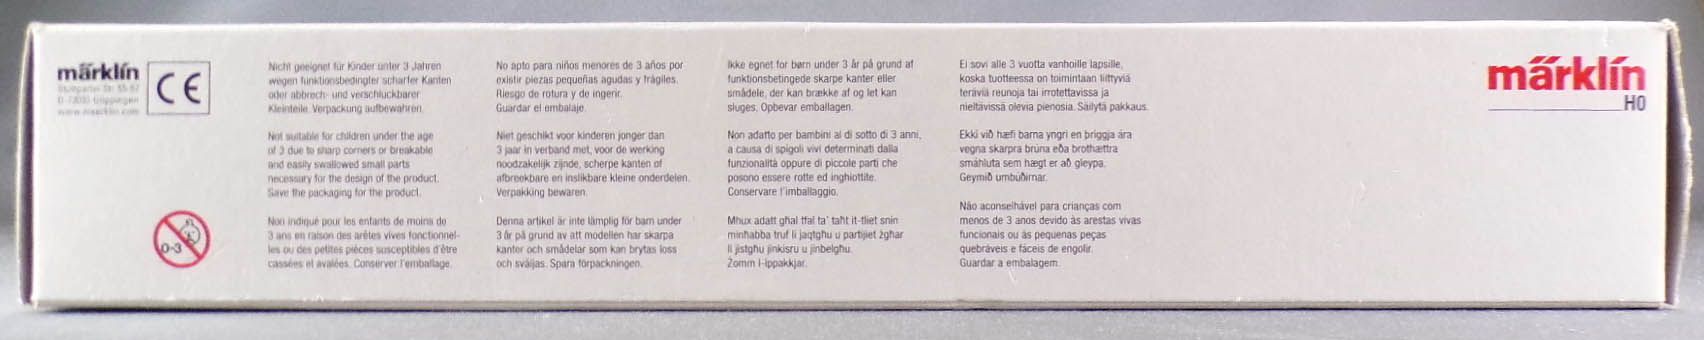 märklin
CE
Stuttgarter Str. 55-57
D-73033 Göppingen
www.maerklin.com
0-3
Nicht geeignet für Kinder unter 3 Jahren
wegen funktionsbedingter scharfer Kanten
oder abbrech- und verschluckbarer
Kleinteile. Verpackung aufbewahren.
Not suitable for children under the age
of 3 due to sharp corners or breakable
and easily swallowed small parts
necessary for the design of the product.
Save the packaging for the product.
Non indiqué pour les enfants de moins de
3 ans en raison des arêtes vives fonctionnel-
les ou des petites pièces susceptibles d'être
cassées et avalées. Conserver l'emballage.
No apto para niños menores de 3 años por
existir piezas pequeñas agudas y frágiles.
Riesgo de rotura y de ingerir.
Guardar el embalaje.
Niet geschikt voor kinderen jonger dan
3 jaar in verband met, voor de werking
noodzakelijk zijnde, scherpe kanten of
afbreekbare en inslikbare kleine onderdelen.
Verpakking bewaren.
Denna artikel är inte lämplig för barn under
3 år på grund av att modellen har skarpa
kanter och smådelar som kan brytas loss
och sväljas. Spara förpackningen.
Ikke egnet for børn under 3 år på grund af
funktionsbetingede skarpe kanter eller
smådele, der kan brække af og let kan
sluges. Opbevar emballagen.
Non adatto per bambini al di sotto di 3 anni,
a causa di spigoli vivi determinati dalla
funzionalità oppure di piccole parti che
posono essere rotte ed inghiottite.
Conservare l'imballaggio.
Mhux adatt għal tfal ta' taħt it-tliet snin
minħabba truf li jaqtgħu u partijiet żgħar
li jistgħu jinkisru u jinbelgħu.
Żomm l-ippakkjar.
Ei sovi alle 3 vuotta vanhoille lapsille,
koska tuotteessa on toimintaan liittyviä
teräviä reunoja tai irrotettavissa ja
nieltävissä olevia pienosia. Säilytä pakkaus.
Ekki við hæfi barna yngri en þriggja ára
vegna skarpra brúna eða brothættra
smáhluta sem hægt er að gleypa.
Geymið umbúðirnar.
Não aconselhável para crianças com
menos de 3 anos devido às arestas vivas
funcionais ou às pequenas peças
quebráveis e fáceis de engolir.
Guardar a embalagem.
märklin
H0